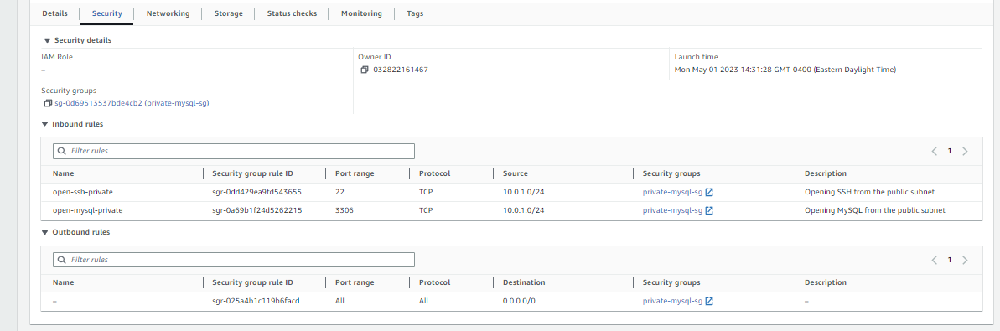 Details Security Networking Storage Status checks Monitoring Tags
Security details
IAM Role Owner ID Launch time
– 032822161467 Mon May 01 2023 14:31:28 GMT-0400 (Eastern Daylight Time)
Security groups
sg-0d69513537bde4cb2 (private-mysql-sg)
Inbound rules
Filter rules 1
Name Security group rule ID Port range Protocol Source Security groups Description
open-ssh-private sgr-0dd429ea9fd543655 22 TCP 10.0.1.0/24 private-mysql-sg Opening SSH from the public subnet
open-mysql-private sgr-0a69b1f24d5262215 3306 TCP 10.0.1.0/24 private-mysql-sg Opening MySQL from the public subnet
Outbound rules
Filter rules 1
Name Security group rule ID Port range Protocol Destination Security groups Description
– sgr-025a4b1c119b6facd All All 0.0.0.0/0 private-mysql-sg –